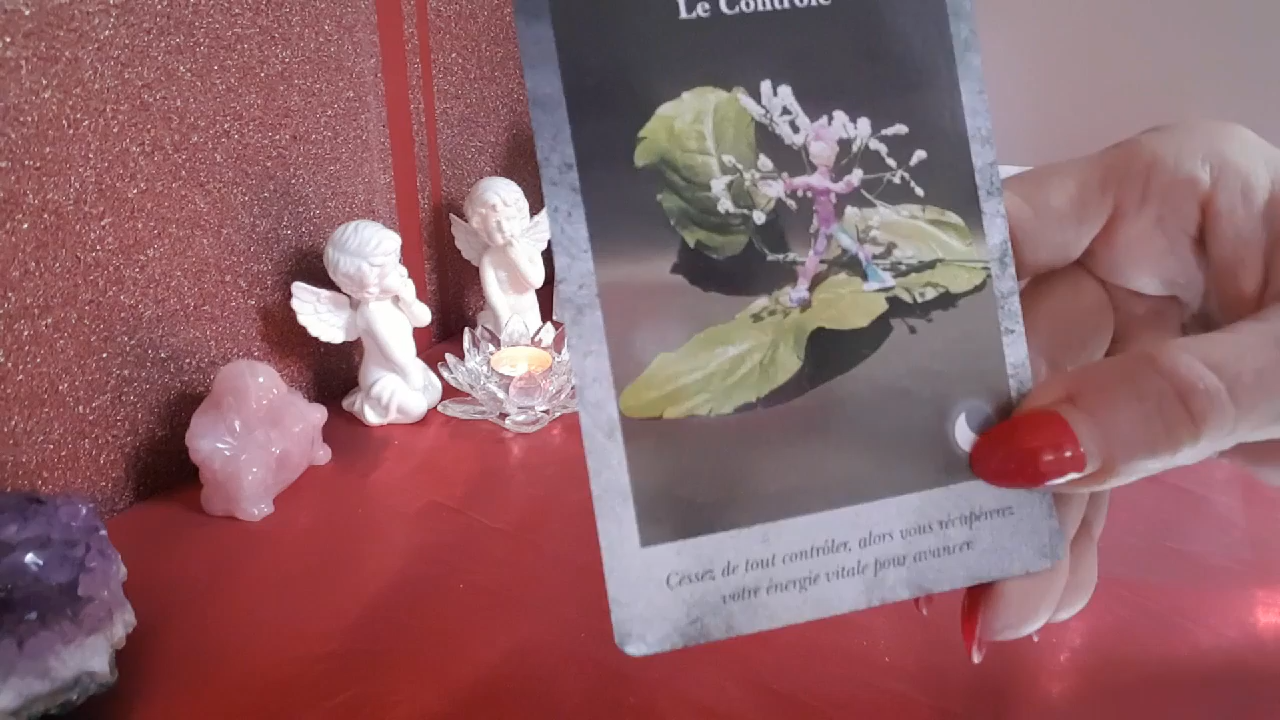 Le Contrôle
Cessez de tout contrôler, alors vous récupérerez
votre énergie vitale pour avancer.